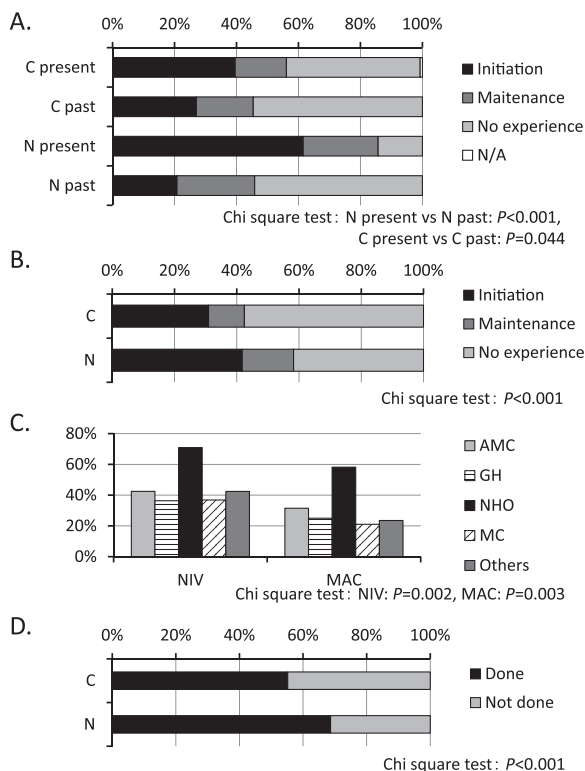 A.
0% 20% 40% 60% 80% 100%
C present
C past
N present
N past
Initiation
Maitenance
No experience
N/A
Chi square test: N present vs N past: P<0.001,
C present vs C past: P=0.044
B.
0% 20% 40% 60% 80% 100%
C
N
Initiation
Maintenance
No experience
Chi square test: P<0.001
C.
80%
60%
40%
20%
0%
NIV MAC
AMC
GH
NHO
MC
Others
Chi square test: NIV: P=0.002, MAC: P=0.003
D.
0% 20% 40% 60% 80% 100%
C
N
Done
Not done
Chi square test: P<0.001